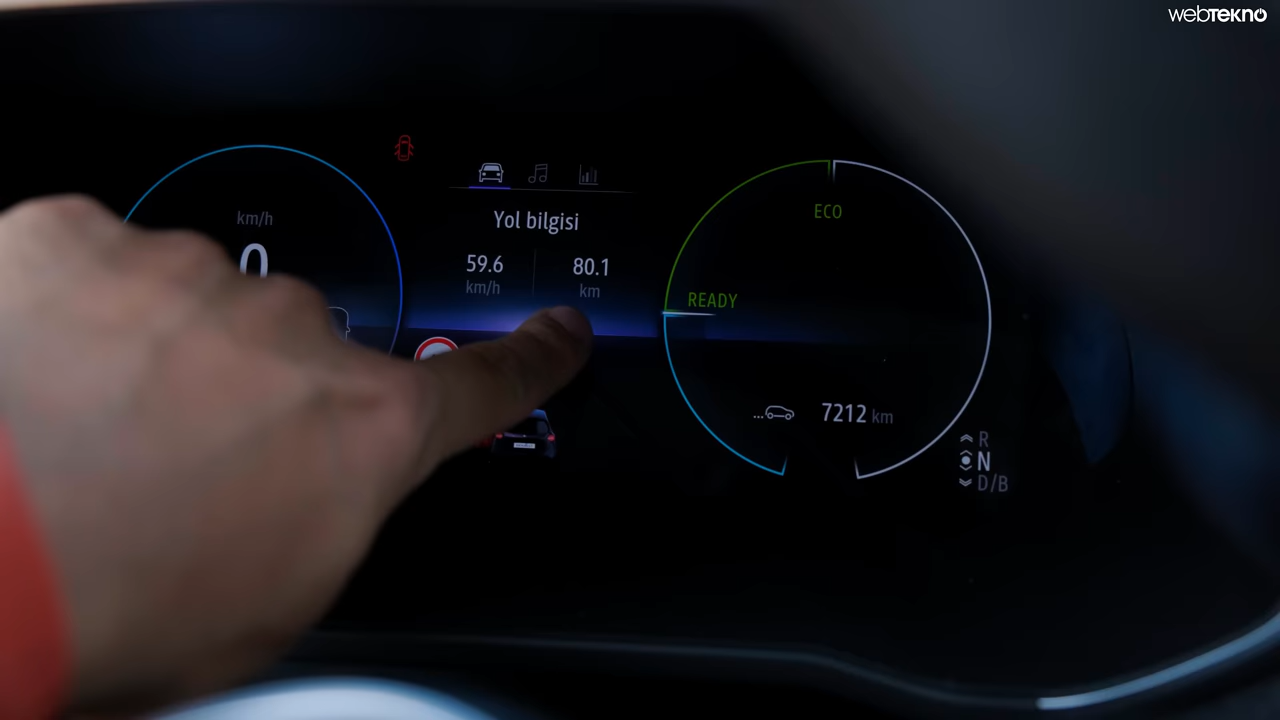 webTEKNO
km/h
0
Yol bilgisi
59.6
km/h
80.1
km
ECO
READY
7212 km
R
N
D/B